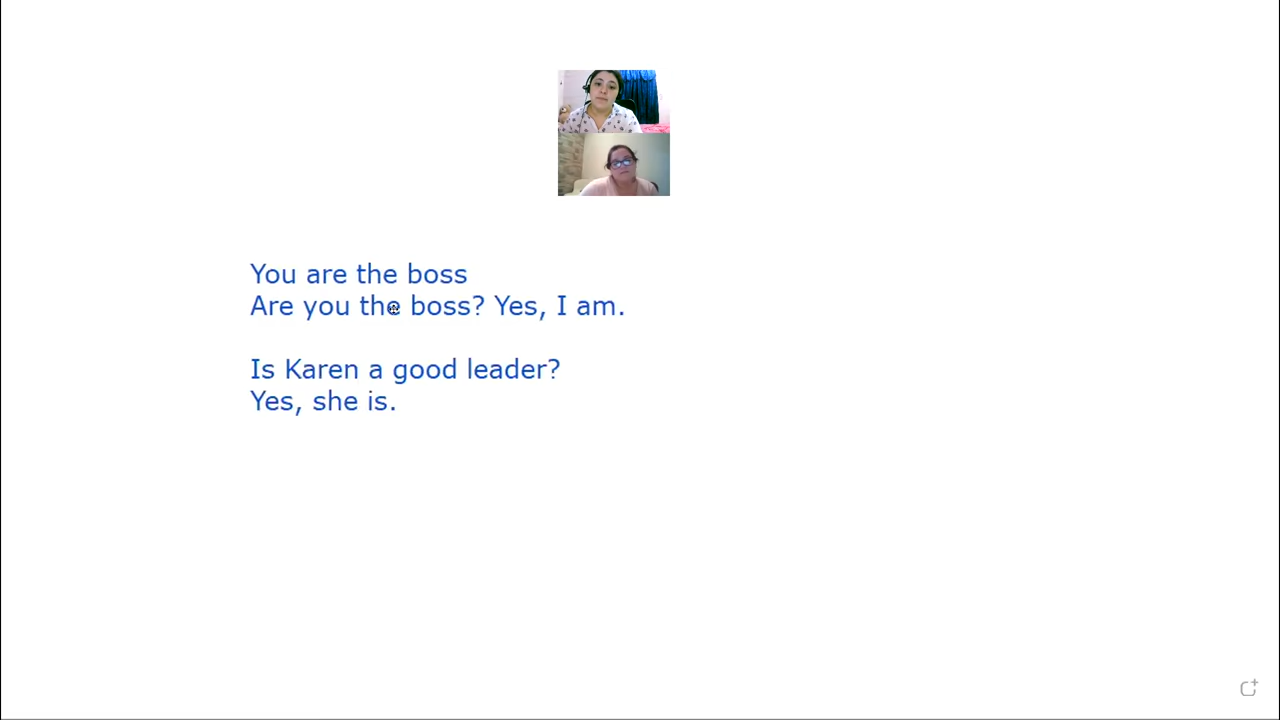 You are the boss
Are you the boss? Yes, I am.
Is Karen a good leader?
Yes, she is.